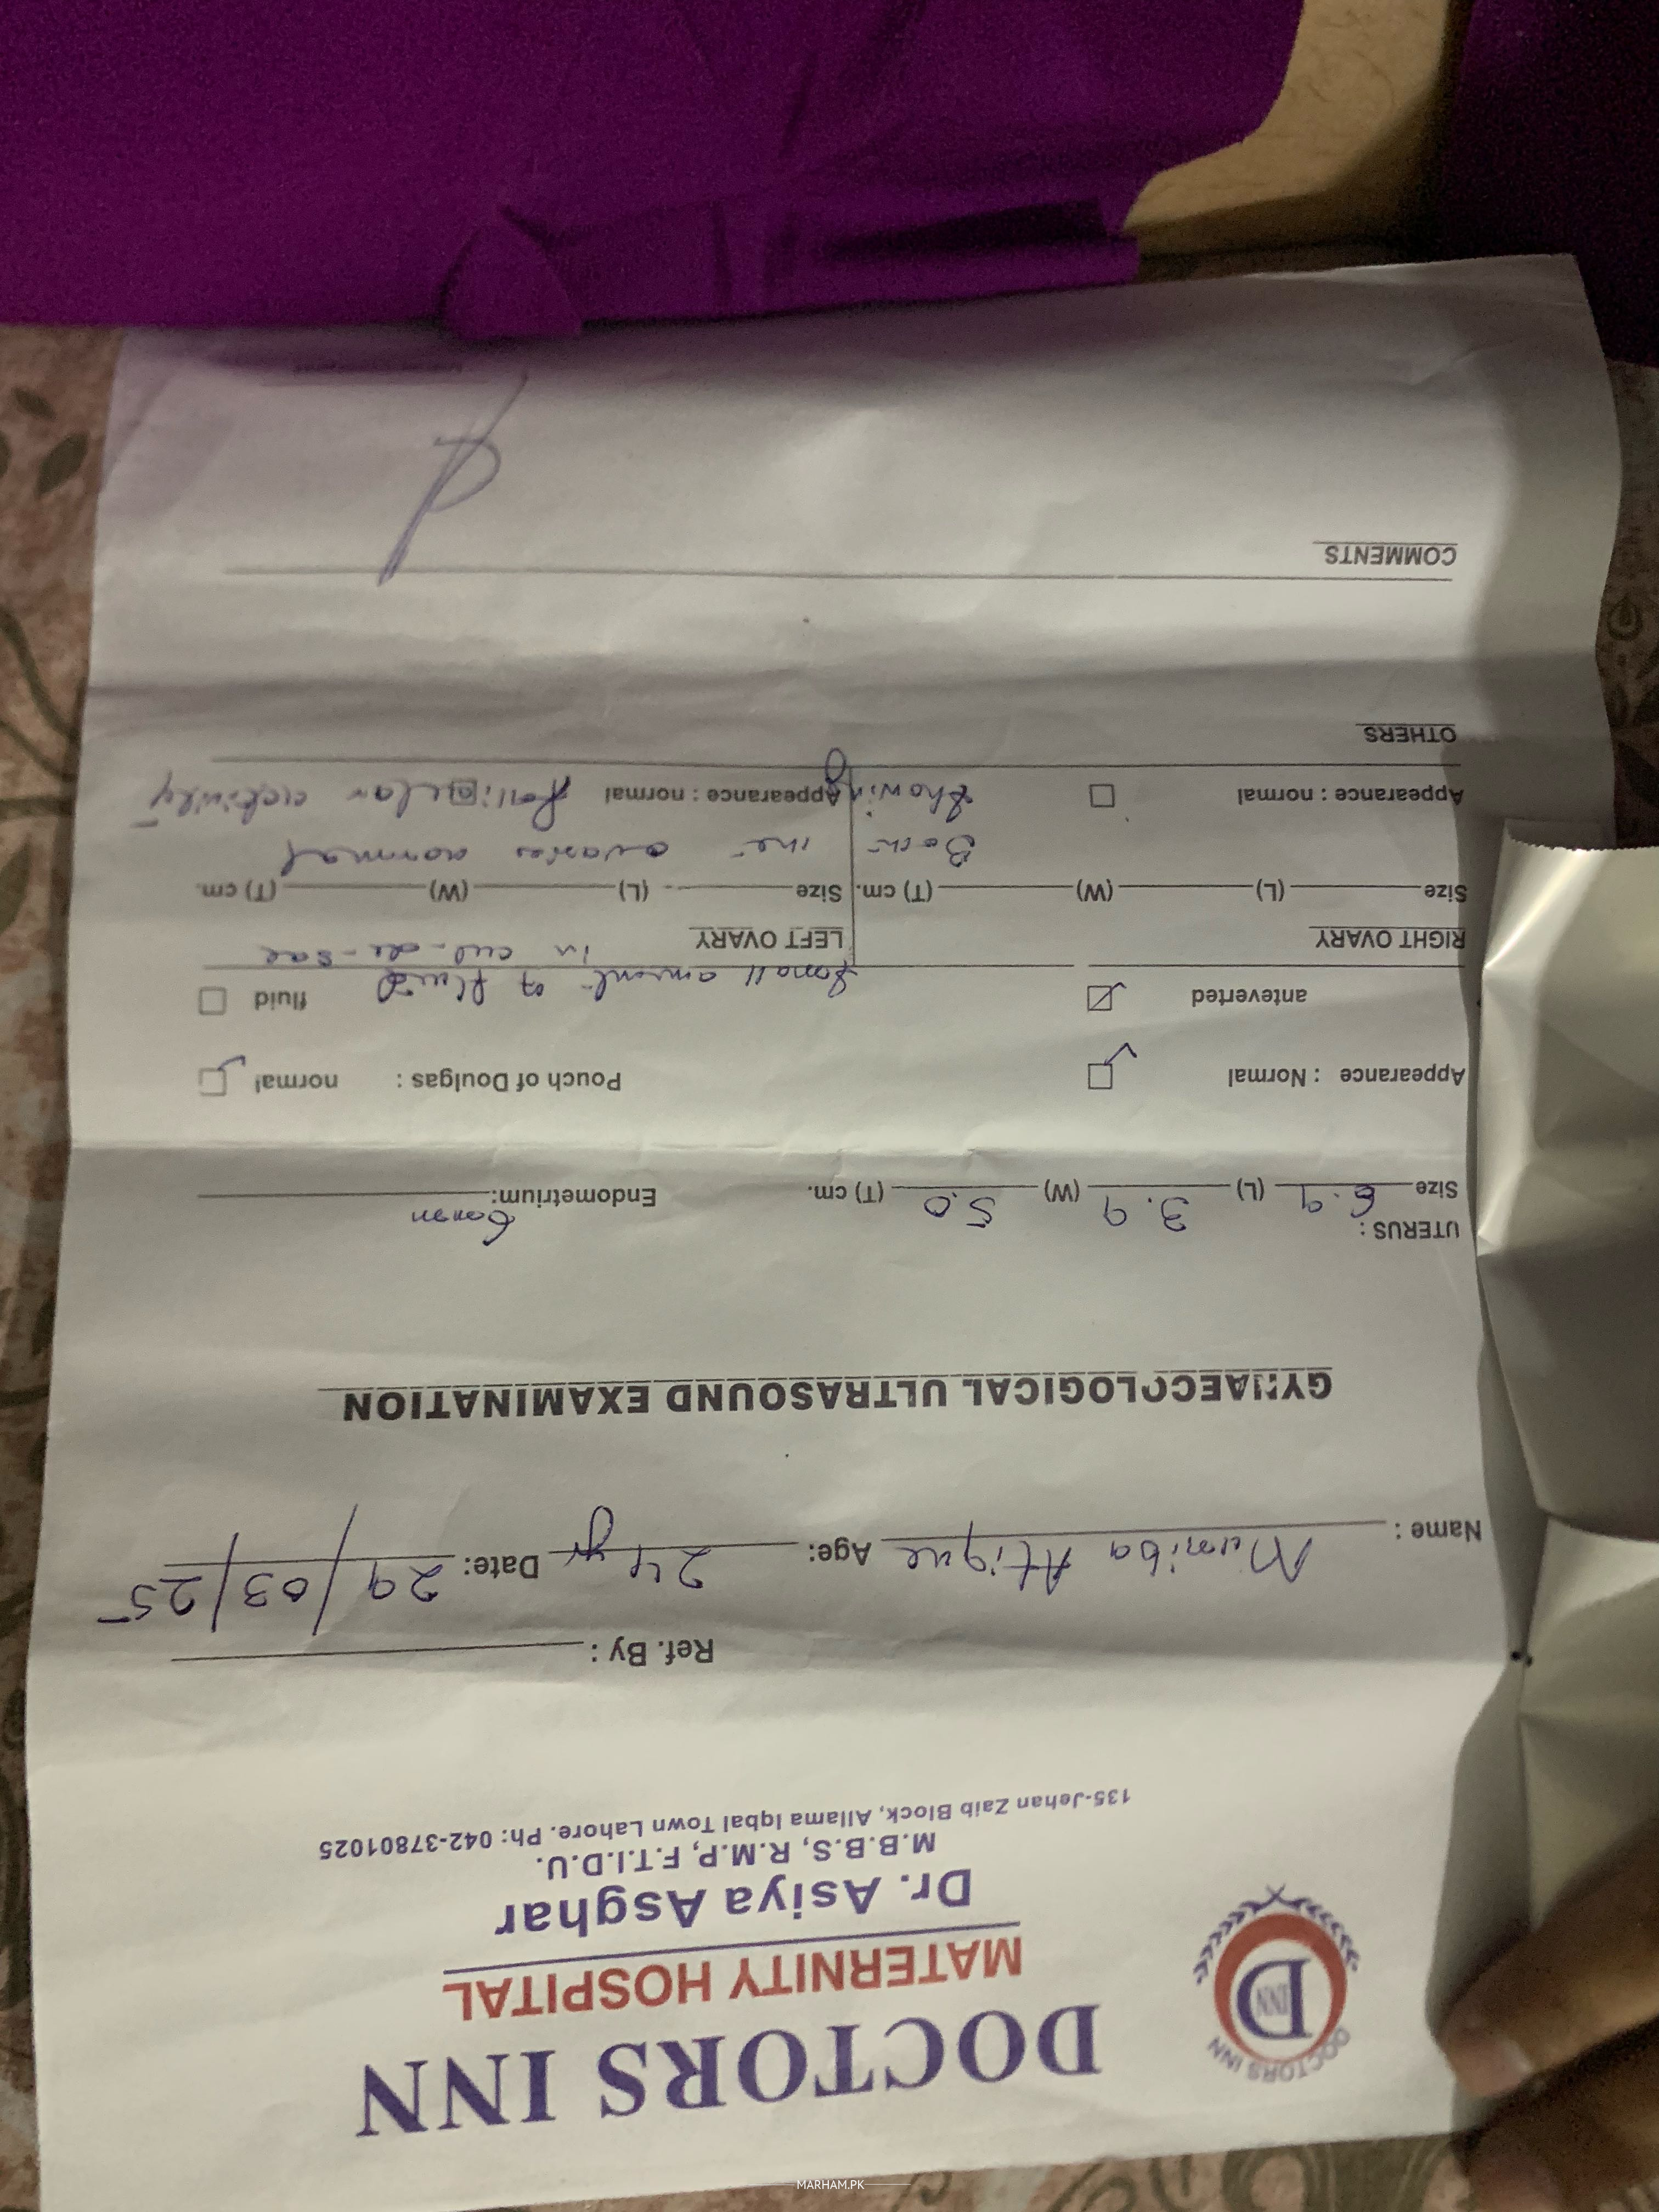 DOCTORS INN
DOCTORS INN
D INN
MATERNITY HOSPITAL
Dr. Asiya Asghar
M.B.B.S, R.M.P, F.T.I.D.U.
135-Jehan Zaib Block, Allama Iqbal Town Lahore. Ph: 042-37801025
Ref. By :
Name : Muniba Atique Age: 24 yr Date: 29/03/25
GYNAECOLOGICAL ULTRASOUND EXAMINATION
UTERUS :
Size 6.9 (L) 3.9 (W) 5.0 (T) cm. Endometrium: 6mm
Appearance : Normal Pouch of Doulgas : normal
anteverted Small amount of fluid fluid
in cul-de-sac
RIGHT OVARY LEFT OVARY
Size (L) (W) (T) cm. Size (L) (W) (T) cm.
Both the ovaries normal
Appearance : normal showing Appearance : normal activity
OTHERS
COMMENTS
MARHAM.PK